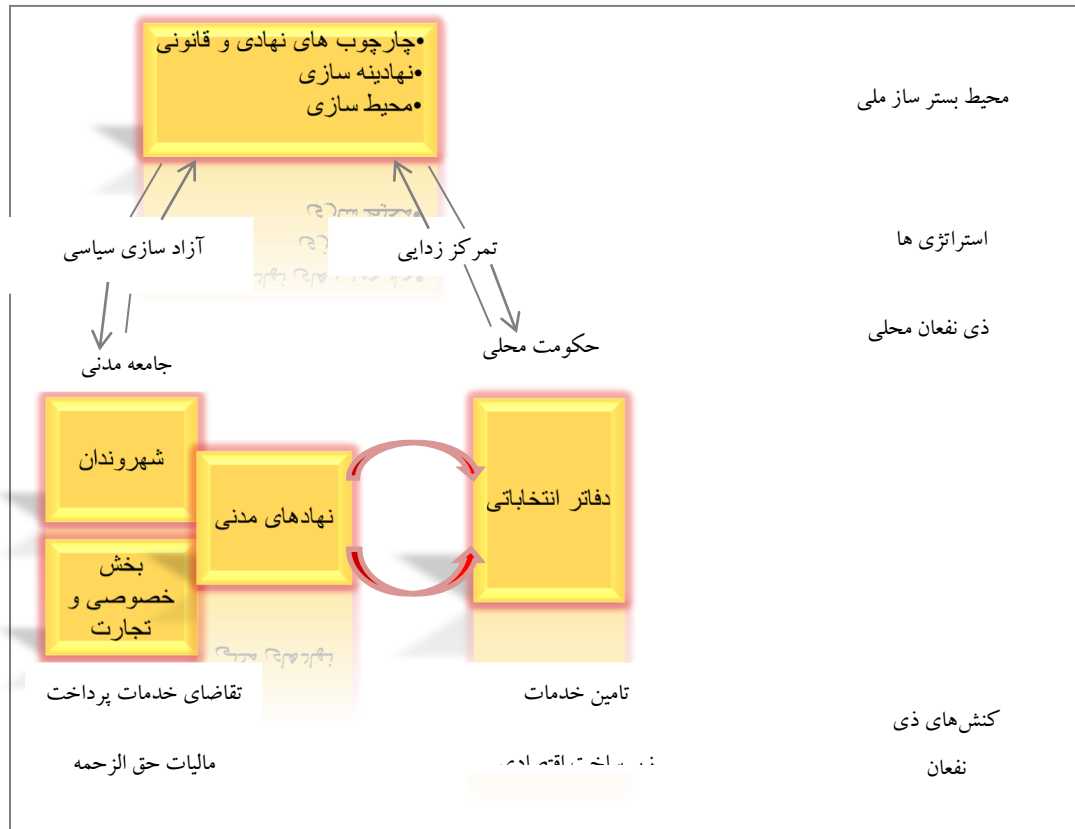 •چارچوب های نهادی و قانونی
•نهادینه سازی
•محیط سازی
محیط بستر ساز ملی
استراتژی ها
تمرکز زدایی
آزاد سازی سیاسی
ذی نفعان محلی
حکومت محلی
جامعه مدنی
شهروندان
دفاتر انتخاباتی
نهادهای مدنی
بخش
خصوصی و
تجارت
تامین خدمات
تقاضای خدمات پرداخت
کنش‌های ذی
نفعان
مالیات حق الزحمه